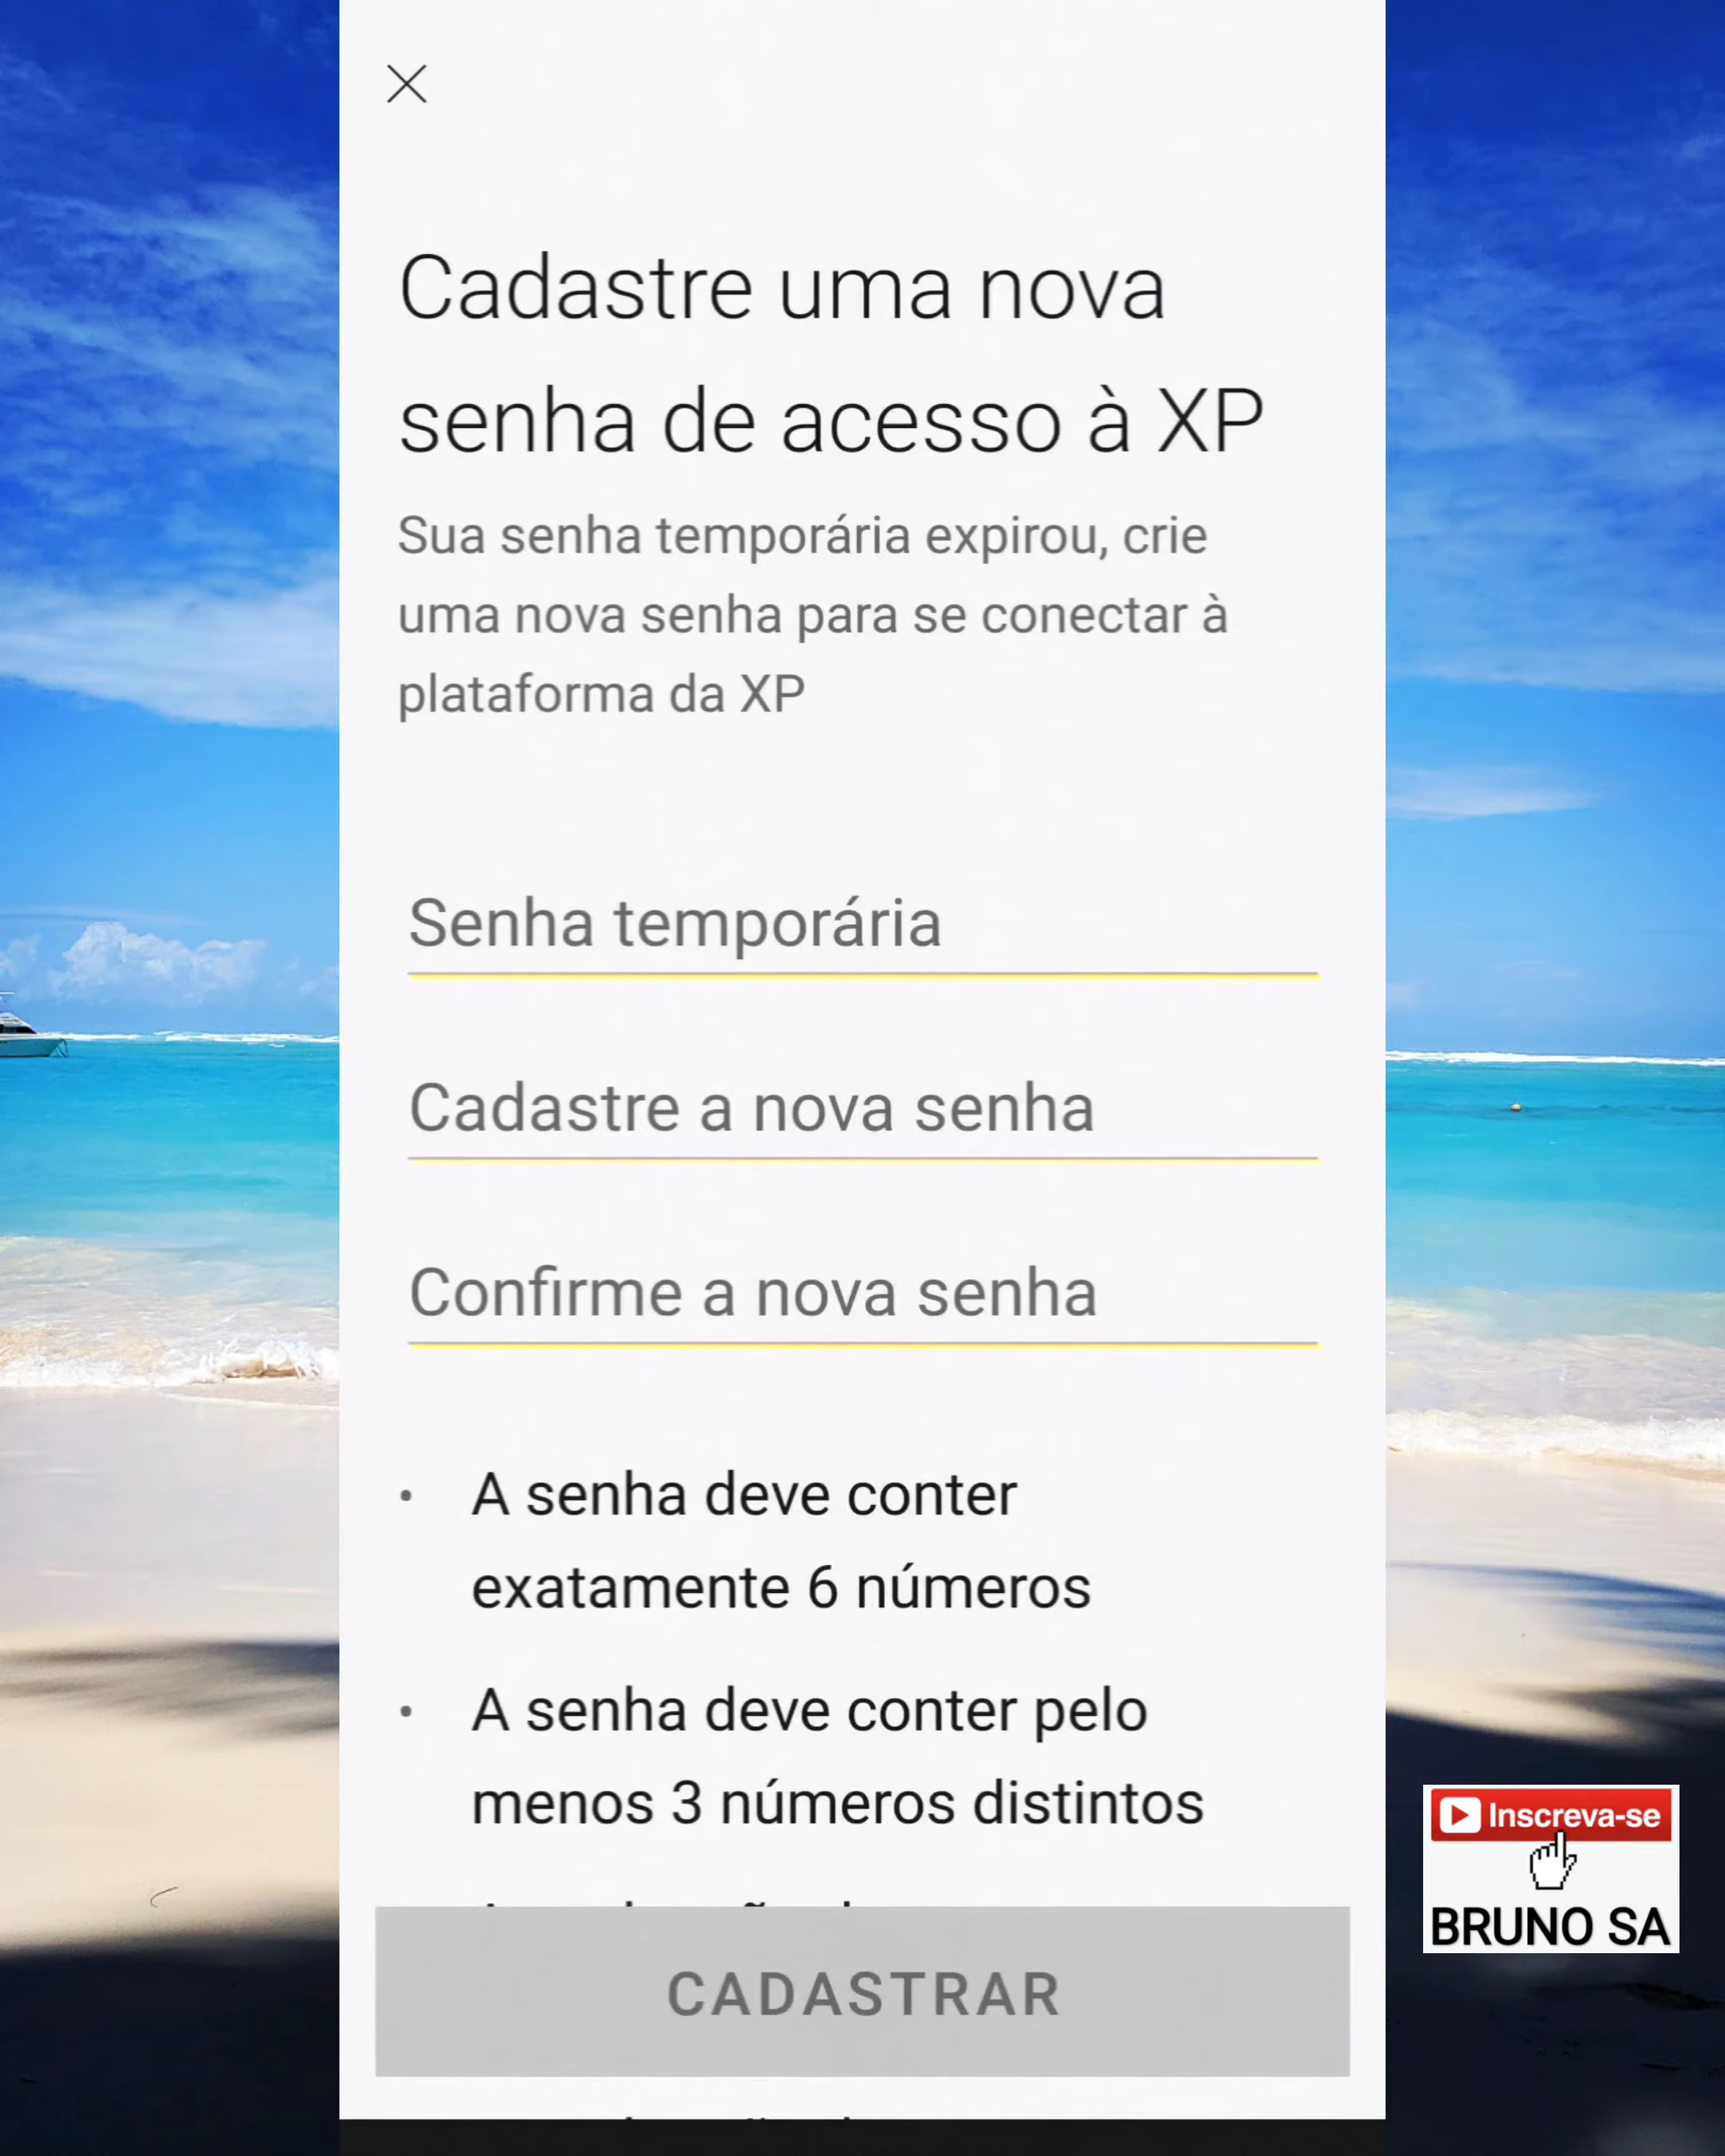 Cadastre uma nova
senha de acesso à XP
Sua senha temporária expirou, crie
uma nova senha para se conectar à
plataforma da XP
Senha temporária
Cadastre a nova senha
Confirme a nova senha
• A senha deve conter
exatamente 6 números
• A senha deve conter pelo
menos 3 números distintos
CADASTRAR
Inscreva-se
BRUNO SA